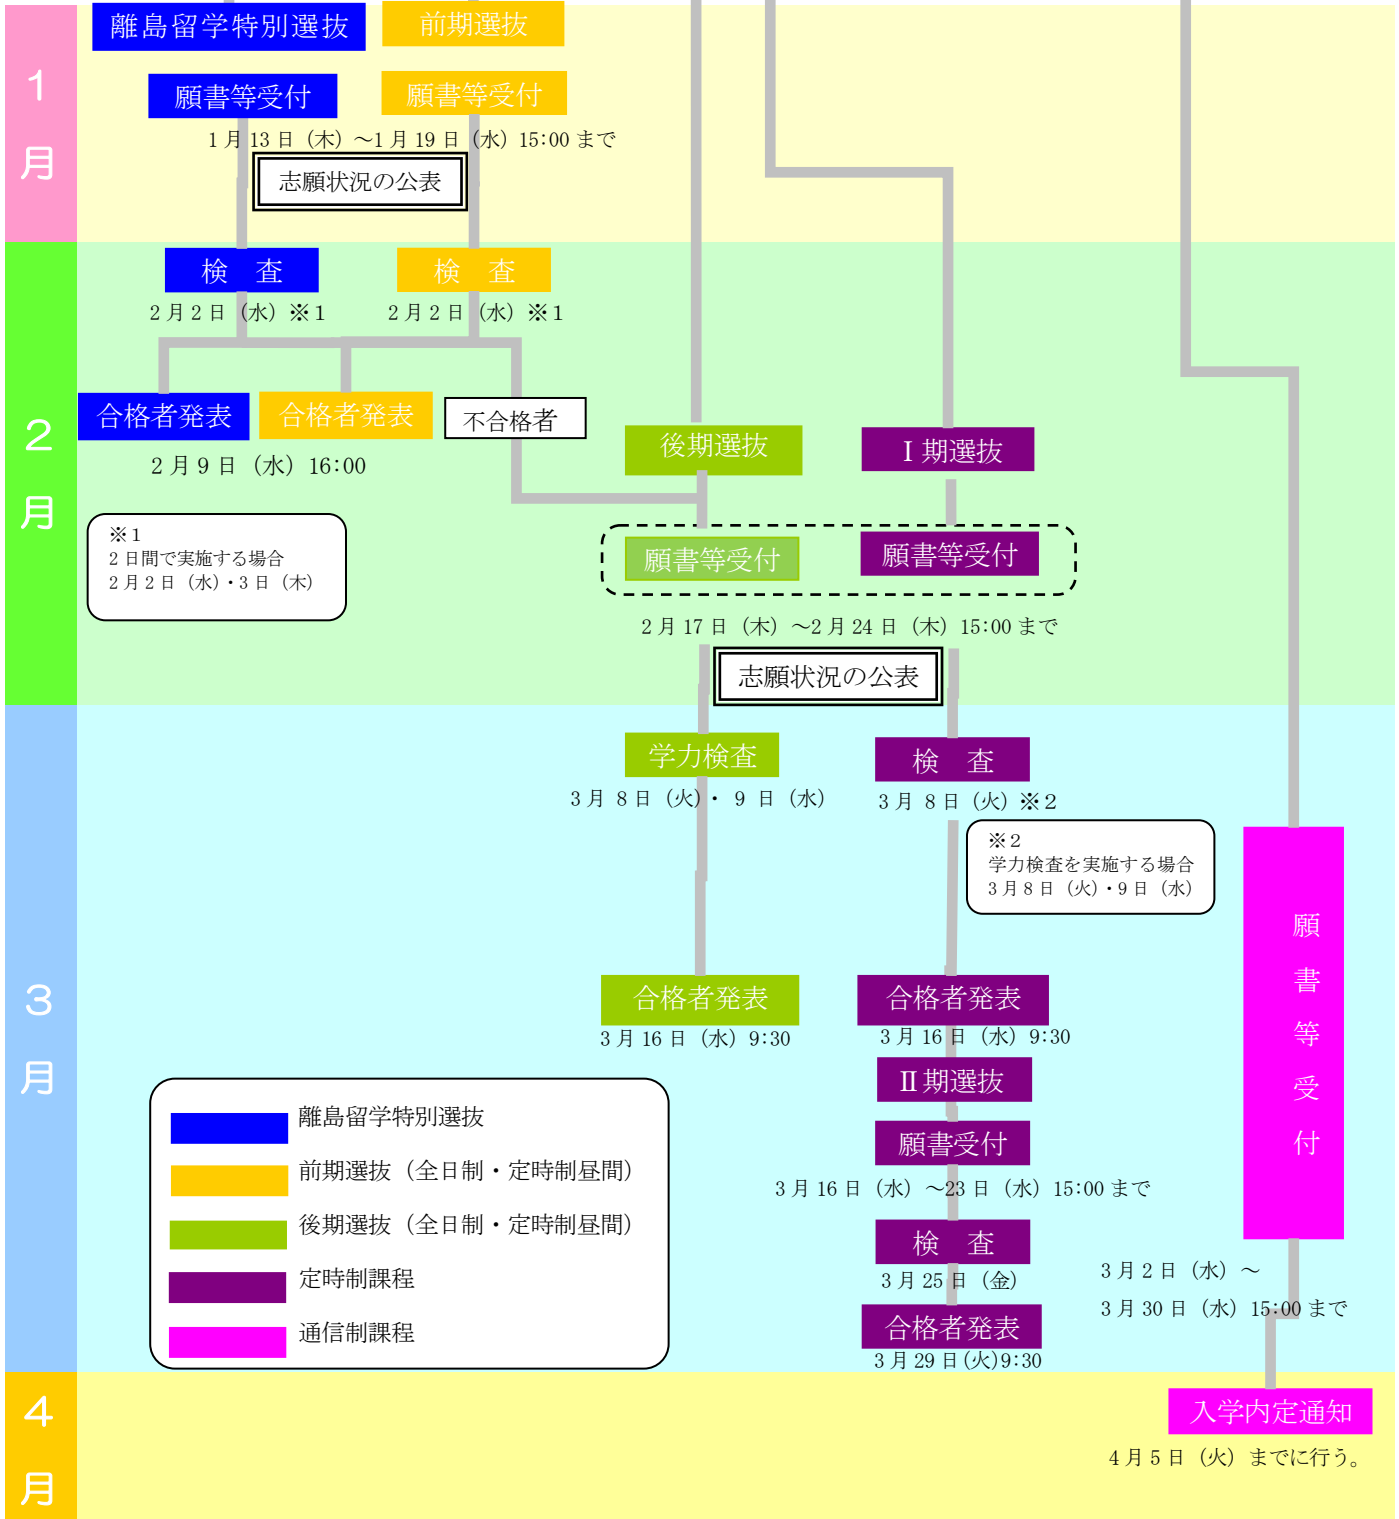 1
月
離島留学特別選抜
前期選抜
願書等受付
願書等受付
1月13日（木）～1月19日（水）15:00まで
志願状況の公表
2
月
検　査
検　査
2月2日（水）※1
2月2日（水）※1
合格者発表
合格者発表
不合格者
2月9日（水）16:00
後期選抜
Ⅰ期選抜
※1
2日間で実施する場合
2月2日（水）・3日（木）
願書等受付
願書等受付
2月17日（木）～2月24日（木）15:00まで
志願状況の公表
3
月
学力検査
検　査
3月 8日（火）・ 9 日（水）
3月 8日（火）※2
※2
学力検査を実施する場合
3月8日（火）・9日（水）
願書等受付
合格者発表
合格者発表
3月16日（水）9:30
3月16日（水）9:30
Ⅱ期選抜
願書受付
3月16日（水）～23日（水）15:00まで
検　査
3月25日（金）
合格者発表
3月29日(火)9:30
3月2日（水）～
3月30日（水）15:00まで
離島留学特別選抜
前期選抜（全日制・定時制昼間）
後期選抜（全日制・定時制昼間）
定時制課程
通信制課程
4
月
入学内定通知
4月5日（火）までに行う。